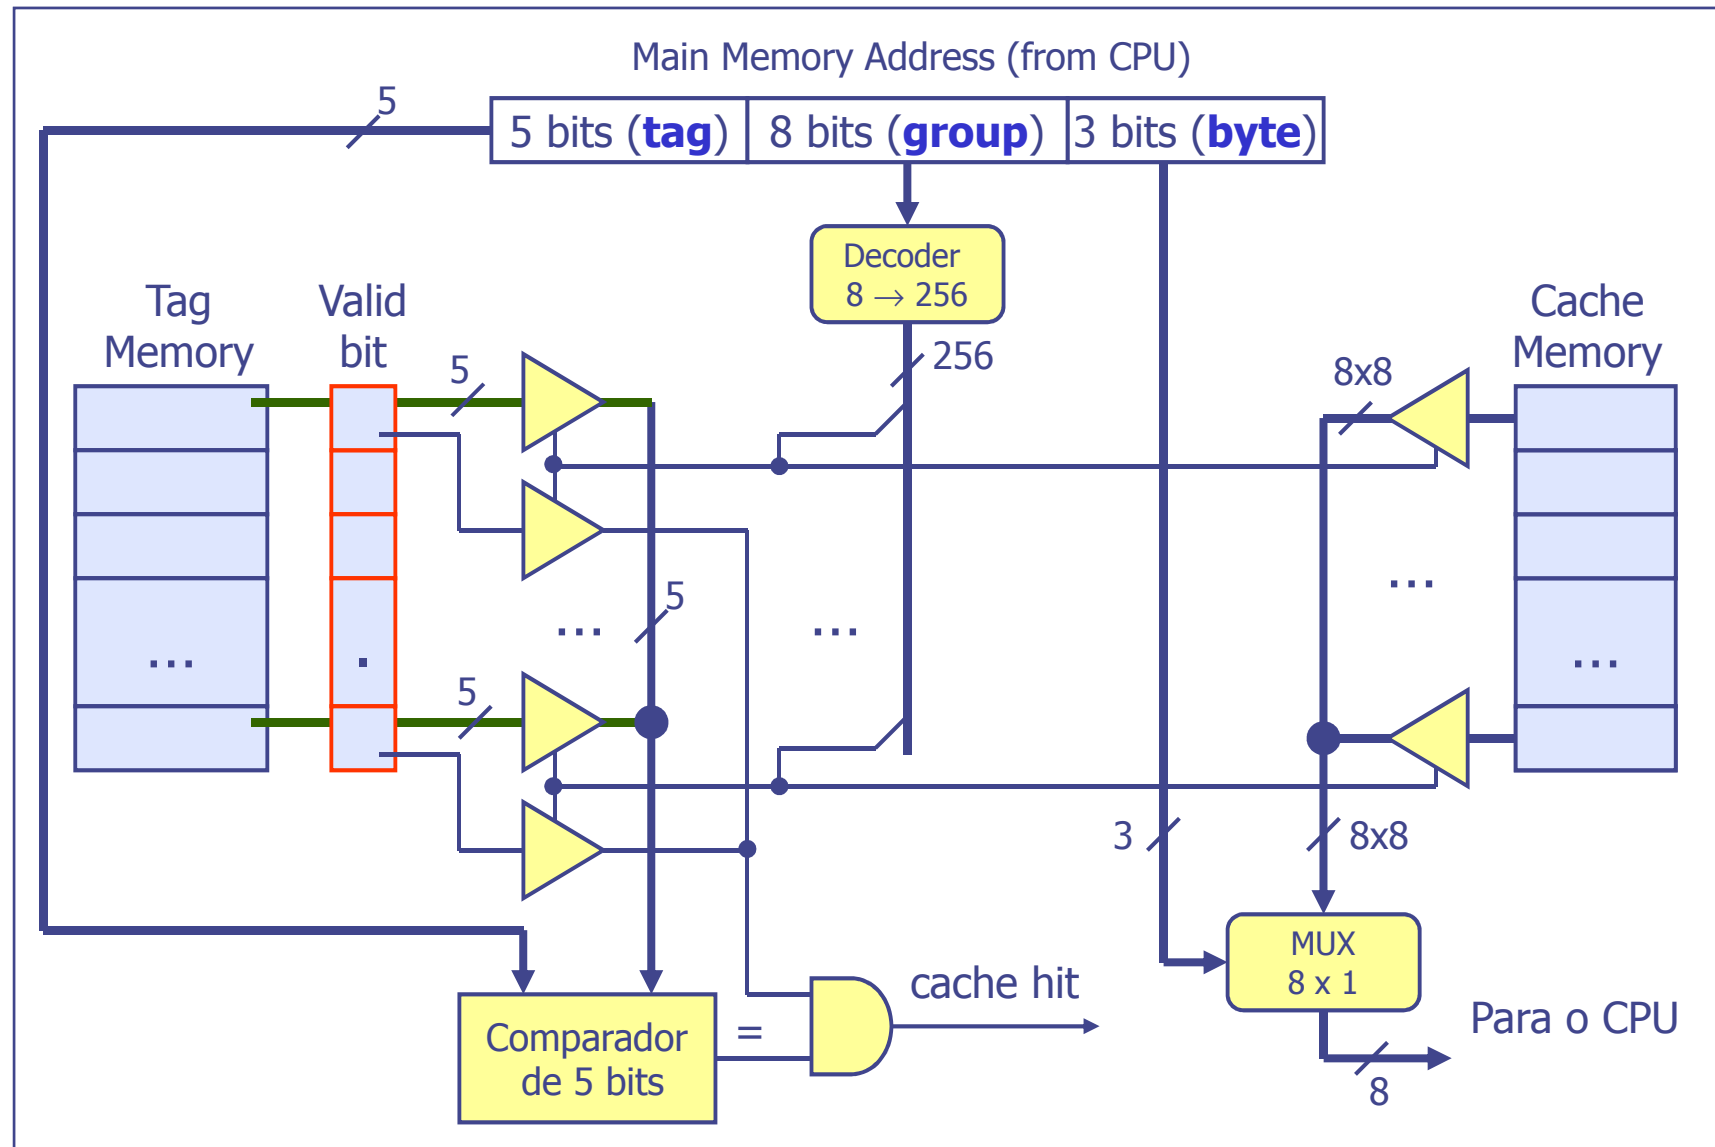 Main Memory Address (from CPU)
5
5 bits (tag) 8 bits (group) 3 bits (byte)
Decoder
8 → 256
Tag
Memory
Valid
bit
Cache
Memory
5
256
8x8
5
...
...
...
...
.
...
5
3
8x8
MUX
8 x 1
cache hit
Para o CPU
Comparador
de 5 bits
=
8